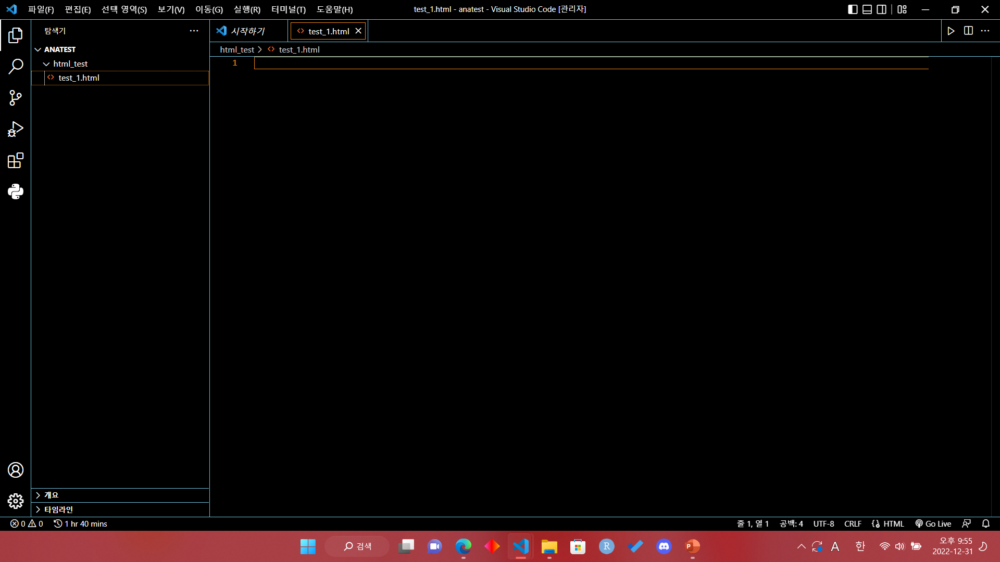 파일(F) 편집(E) 선택 영역(S) 보기(V) 이동(G) 실행(R) 터미널(T) 도움말(H) test_1.html - anatest - Visual Studio Code [관리자]
탐색기
시작하기 test_1.html
ANATEST
html_test > test_1.html
html_test
1
test_1.html
개요
타임라인
0 0 1 hr 40 mins 줄 1, 열 1 공백: 4 UTF-8 CRLF HTML Go Live
검색
R
P
A 한
오후 9:55
2022-12-31